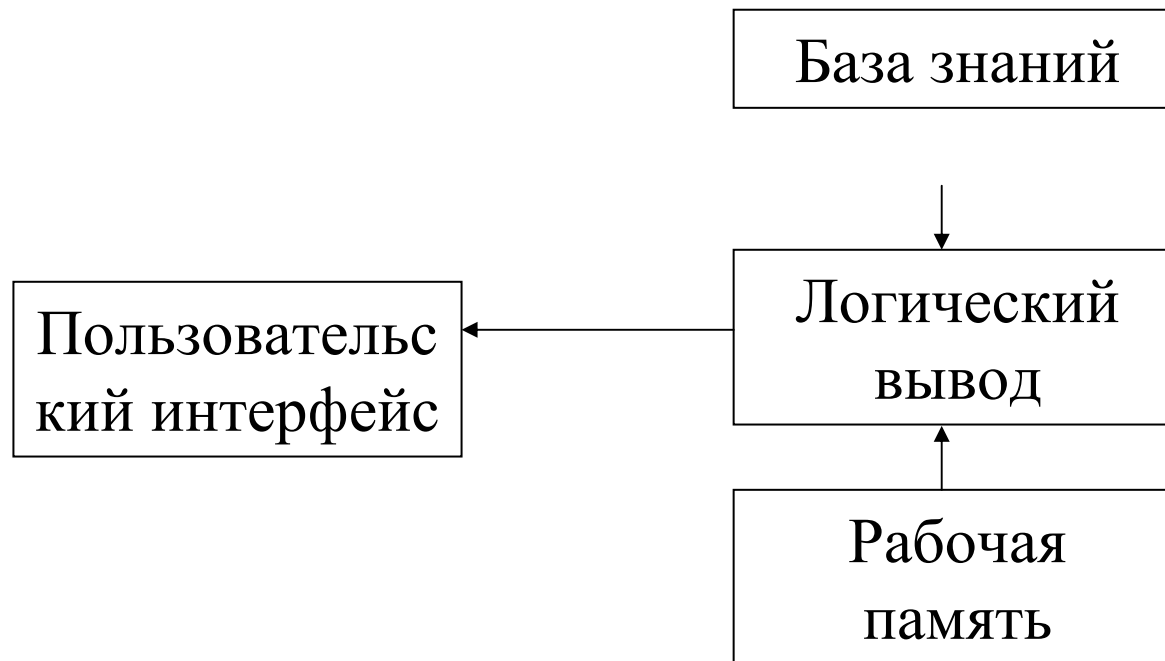 База знаний
Логический
вывод
Пользовательс
кий интерфейс
Рабочая
память